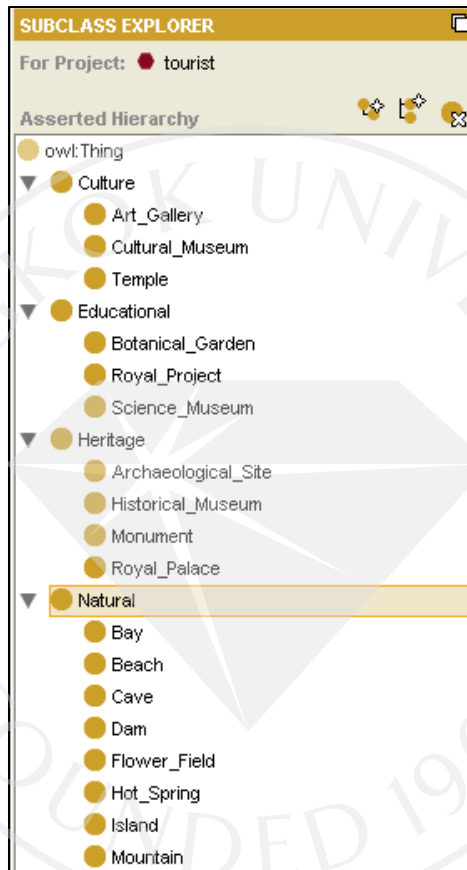 SUBCLASS EXPLORER
For Project: tourist
Asserted Hierarchy
owl:Thing
Culture
Art_Gallery
Cultural_Museum
Temple
Educational
Botanical_Garden
Royal_Project
Science_Museum
Heritage
Archaeological_Site
Historical_Museum
Monument
Royal_Palace
Natural
Bay
Beach
Cave
Dam
Flower_Field
Hot_Spring
Island
Mountain